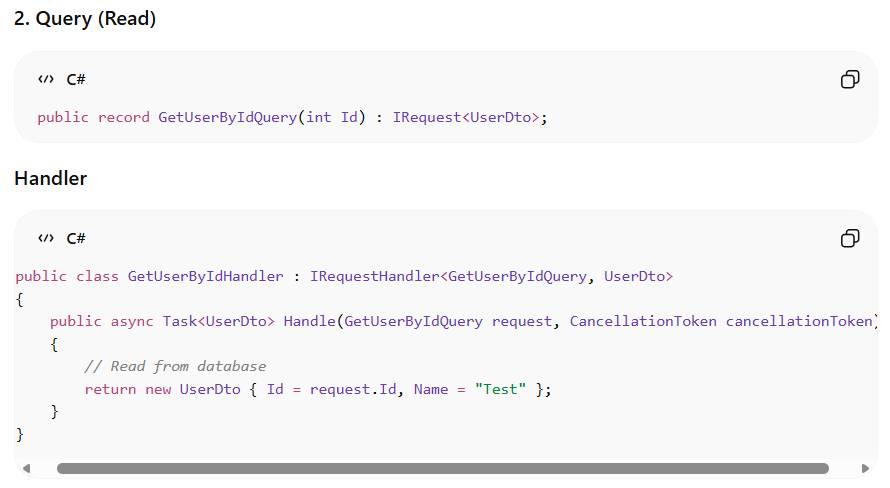 2. Query (Read)
C#
public record GetUserByIdQuery(int Id) : IRequest<UserDto>;
Handler
C#
public class GetUserByIdHandler : IRequestHandler<GetUserByIdQuery, UserDto>
{
    public async Task<UserDto> Handle(GetUserByIdQuery request, CancellationToken cancellationToken)
    {
        // Read from database
        return new UserDto { Id = request.Id, Name = "Test" };
    }
}